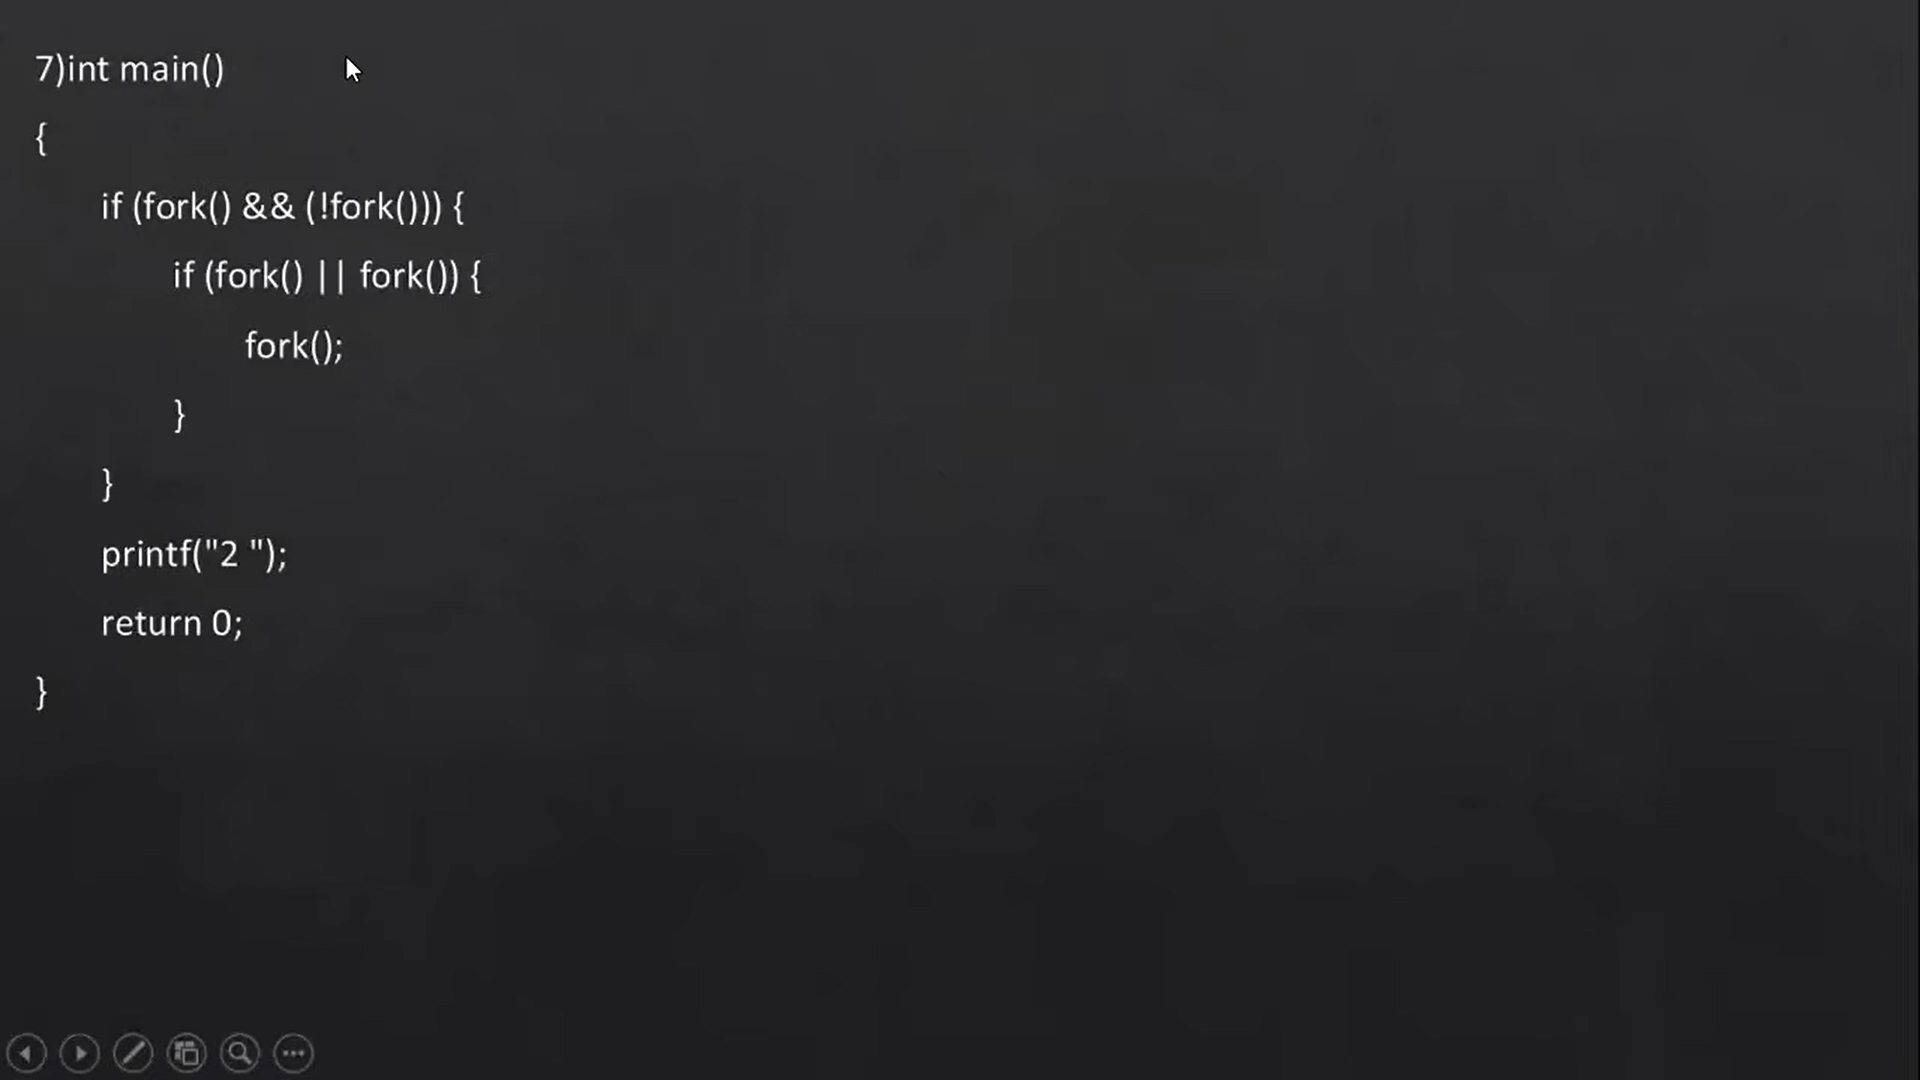 7)int main()
{
if (fork() && (!fork())) {
if (fork() || fork()) {
fork();
}
}
printf("2 ");
return 0;
}